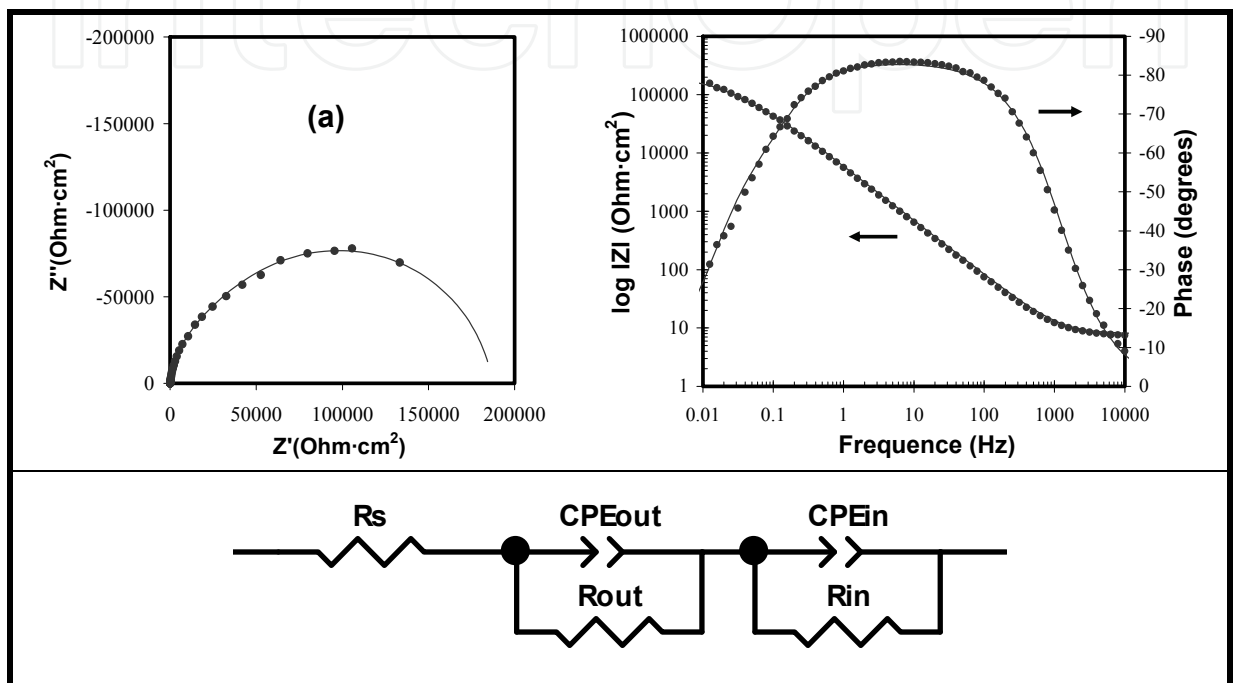 IntechOpen
-200000
-150000
-100000
-50000
0
Z''(Ohm·cm²)
(a)
0 50000 100000 150000 200000
Z'(Ohm·cm²)
1000000
100000
10000
1000
100
10
1
log IZI (Ohm·cm²)
-90
-80
-70
-60
-50
-40
-30
-20
-10
0
Phase (degrees)
0.01 0.1 1 10 100 1000 10000
Frequence (Hz)
Rs CPEout CPEin
Rout Rin